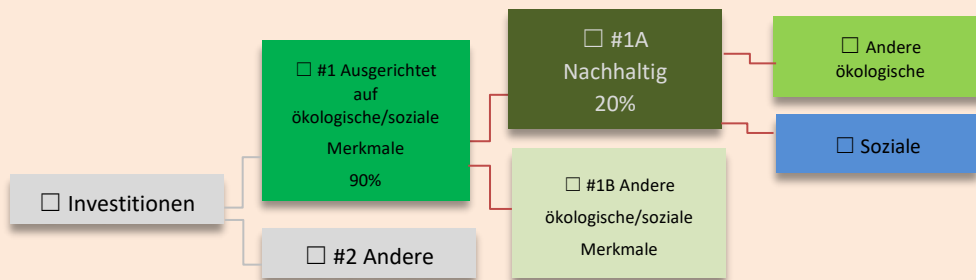 ☐ Investitionen
☐ #1 Ausgerichtet
auf
ökologische/soziale
Merkmale
90%
☐ #2 Andere
☐ #1A
Nachhaltig
20%
☐ #1B Andere
ökologische/soziale
Merkmale
☐ Andere
ökologische
☐ Soziale